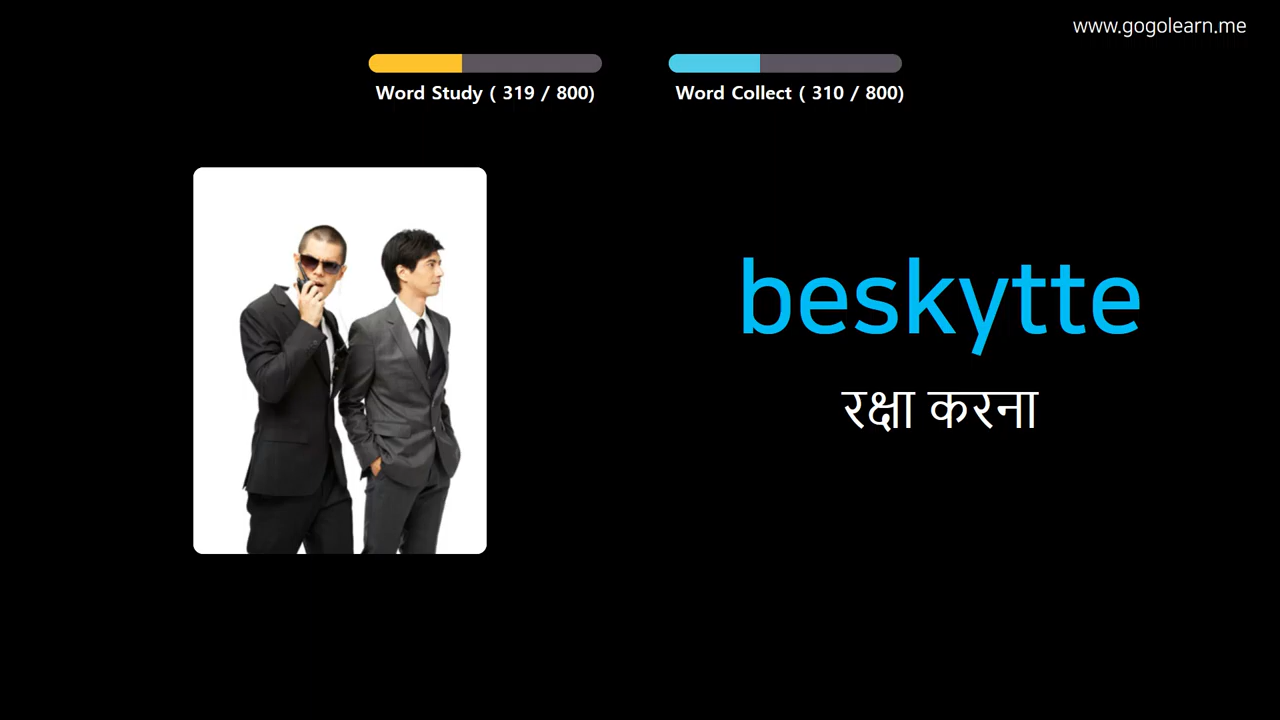 www.gogolearn.me
Word Study ( 319 / 800)
Word Collect ( 310 / 800)
beskytte
रक्षा करना